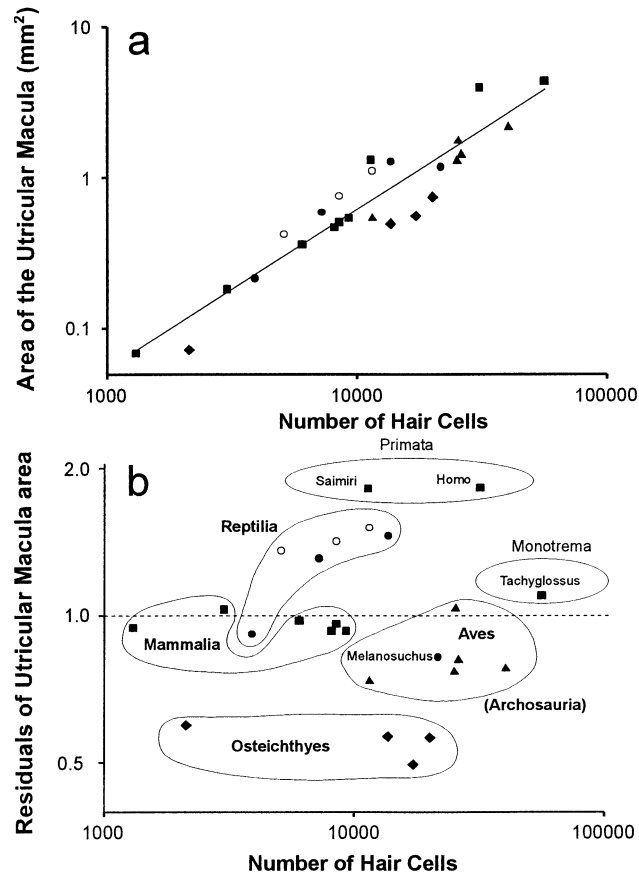 a
Area of the Utricular Macula (mm²)
10
1
0.1
1000
10000
100000
Number of Hair Cells
b
Residuals of Utricular Macula area
2.0
1.0
0.5
Primata
Saimiri
Homo
Reptilia
Monotrema
Tachyglossus
Mammalia
Aves
Melanosuchus
(Archosauria)
Osteichthyes
1000
10000
100000
Number of Hair Cells